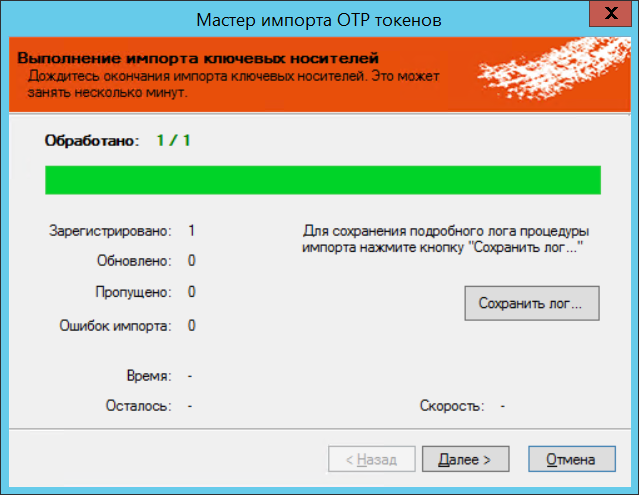 Мастер импорта OTP токенов
x
Выполнение импорта ключевых носителей
Дождитесь окончания импорта ключевых носителей. Это может
занять несколько минут.
Обработано: 1 / 1
Зарегистрировано: 1
Обновлено: 0
Пропущено: 0
Ошибок импорта: 0
Для сохранения подробного лога процедуры
импорта нажмите кнопку "Сохранить лог..."
Сохранить лог...
Время: -
Осталось: -
Скорость: -
< Назад
Далее >
Отмена